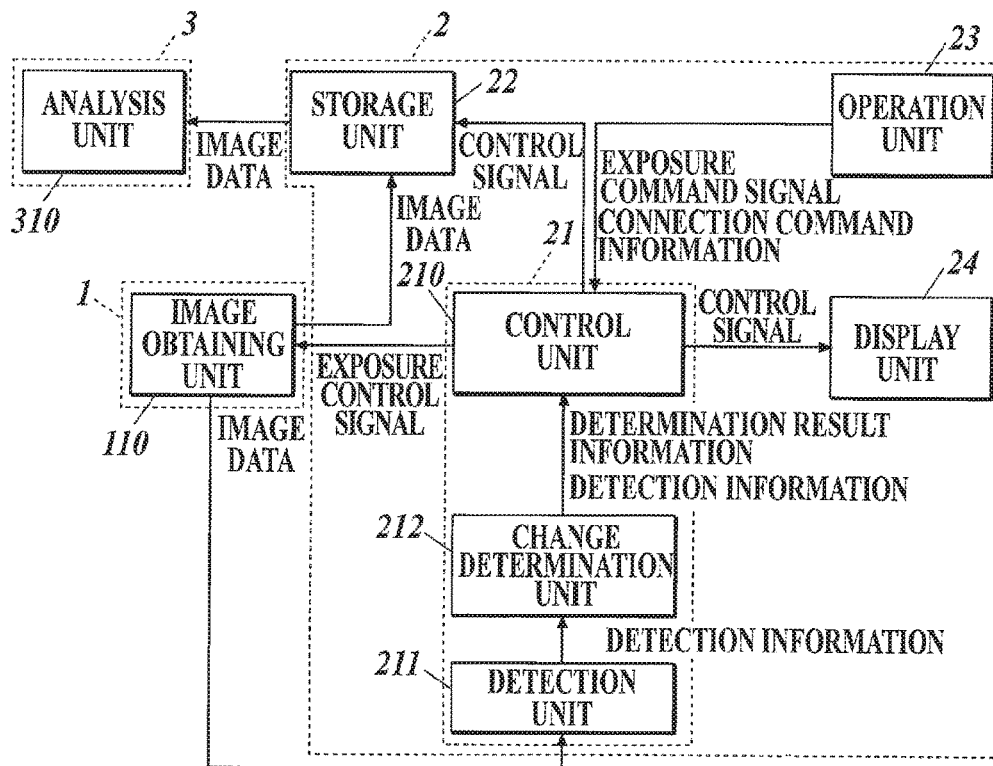 3
2
23
ANALYSIS
UNIT
STORAGE
UNIT
22
OPERATION
UNIT
IMAGE
DATA
CONTROL
SIGNAL
EXPOSURE
COMMAND SIGNAL
CONNECTION COMMAND
INFORMATION
310
IMAGE
DATA
21
210
24
1
IMAGE
OBTAINING
UNIT
CONTROL
UNIT
CONTROL
SIGNAL
DISPLAY
UNIT
EXPOSURE
CONTROL
SIGNAL
110
IMAGE
DATA
DETERMINATION RESULT
INFORMATION
DETECTION INFORMATION
212
CHANGE
DETERMINATION
UNIT
DETECTION INFORMATION
211
DETECTION
UNIT